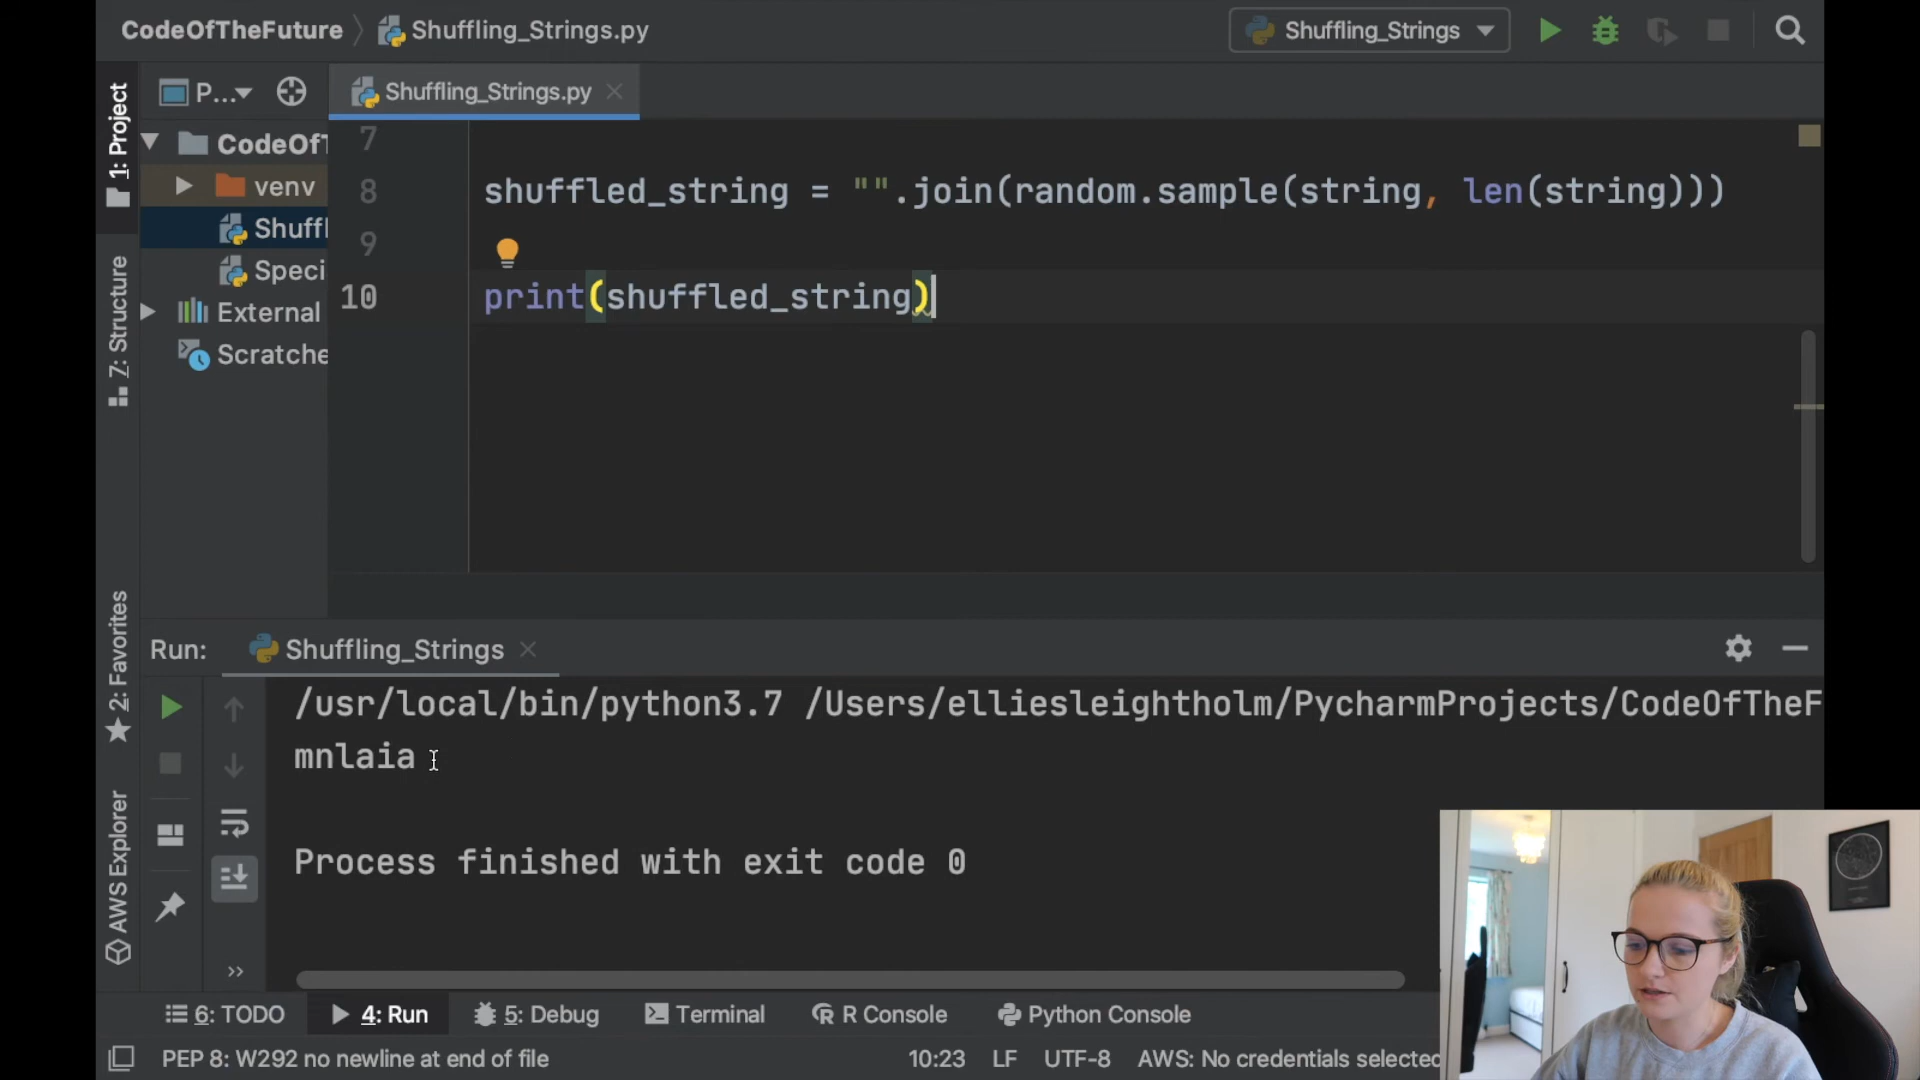 CodeOfTheFuture
Shuffling_Strings.py
Shuffling_Strings
P...
Shuffling_Strings.py
1: Project
CodeOfT
venv
Shuffl
Speci
External
Scratche
7
8
shuffled_string = "".join(random.sample(string, len(string)))
9
10
print(shuffled_string)
Z: Structure
2: Favorites
AWS Explorer
Run:
Shuffling_Strings
/usr/local/bin/python3.7 /Users/elliesleightholm/PycharmProjects/CodeOfTheF
mnlaia
Process finished with exit code 0
6: TODO
4: Run
5: Debug
Terminal
R Console
Python Console
PEP 8: W292 no newline at end of file
10:23
LF
UTF-8
AWS: No credentials selected